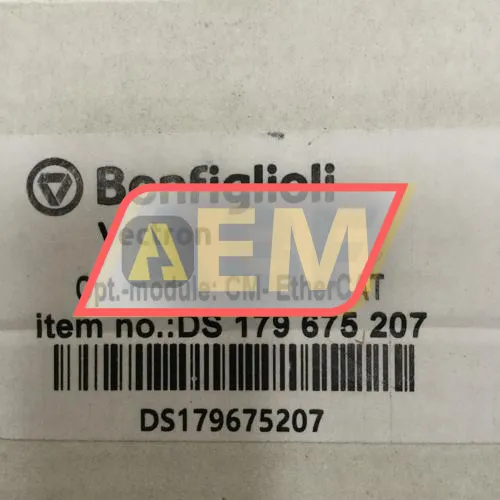 Bonfiglioli
Vectron
AEM
Opt.-module: CM- EtherCAT
item no.:DS 179 675 207
DS179675207